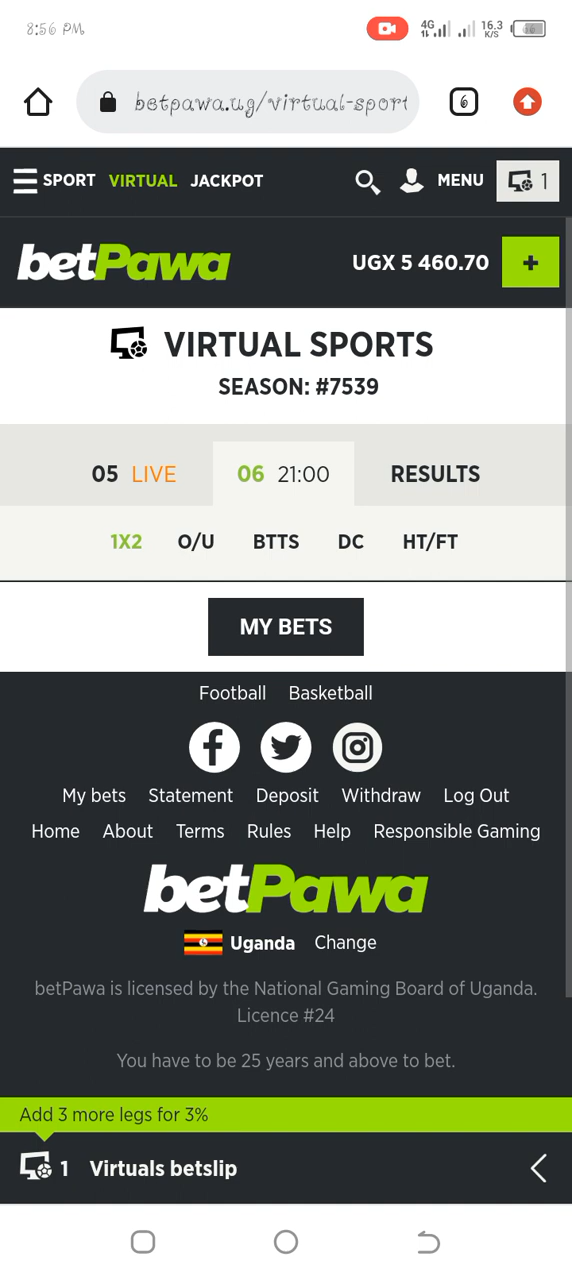 8:56 PM 4G 16.3 K/S
betpawa.ug/virtual-sport 6
SPORT VIRTUAL JACKPOT MENU 1
betPawa UGX 5 460.70 +
VIRTUAL SPORTS
SEASON: #7539
05 LIVE 06 21:00 RESULTS
1X2 O/U BTTS DC HT/FT
MY BETS
Football Basketball
My bets Statement Deposit Withdraw Log Out
Home About Terms Rules Help Responsible Gaming
betPawa
Uganda Change
betPawa is licensed by the National Gaming Board of Uganda.
Licence #24
You have to be 25 years and above to bet.
Add 3 more legs for 3%
1 Virtuals betslip